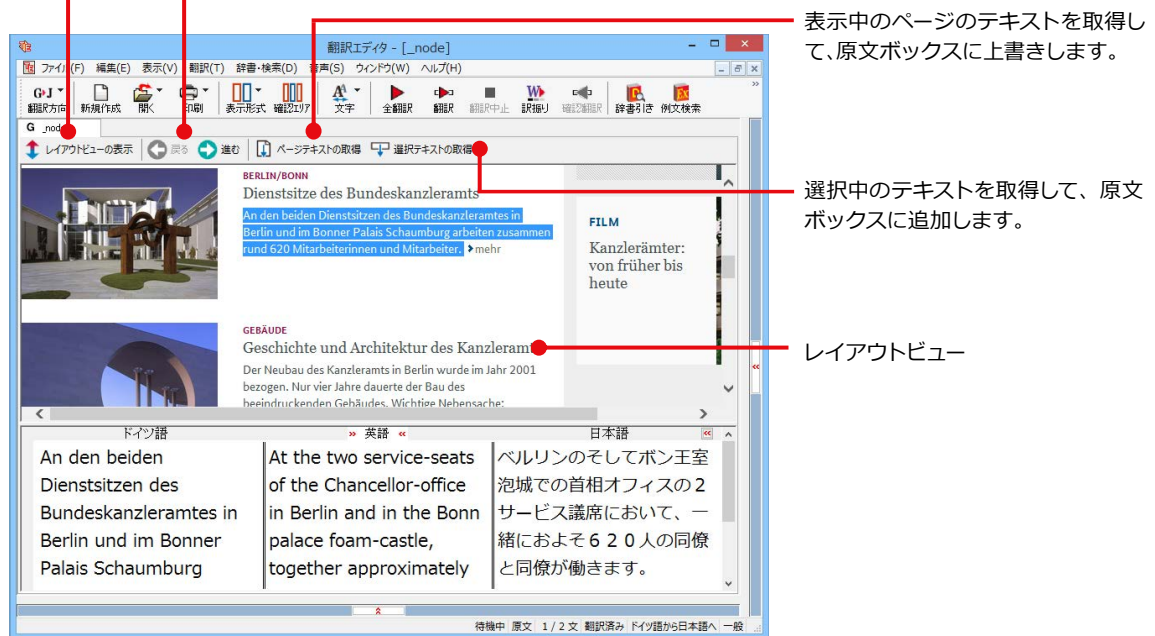 表示中のページのテキストを取得し
て、原文ボックスに上書きします。
翻訳エディタ - [_node]
ファイル(F) 編集(E) 表示(V) 翻訳(T) 辞書・検索(D) 音声(S) ウィンドウ(W) ヘルプ(H)
翻訳方向 新規作成 開く 印刷 表示形式 確認エリア 文字 全翻訳 翻訳 翻訳中止 訳振り 確認翻訳 辞書引き 例文検索
G _node
レイアウトビューの表示 戻る 進む ページテキストの取得 選択テキストの取得
BERLIN/BONN
Dienstsitze des Bundeskanzleramts
An den beiden Dienstsitzen des Bundeskanzleramtes in
Berlin und im Bonner Palais Schaumburg arbeiten zusammen
rund 620 Mitarbeiterinnen und Mitarbeiter. mehr
FILM
Kanzlerämter:
von früher bis
heute
選択中のテキストを取得して、原文
ボックスに追加します。
GEBÄUDE
Geschichte und Architektur des Kanzleramts
Der Neubau des Kanzleramts in Berlin wurde im Jahr 2001
bezogen. Nur vier Jahre dauerte der Bau des
beeindruckenden Gebäudes. Wichtige Nebensache:
レイアウトビュー
ドイツ語 » 英語 « 日本語
An den beiden
Dienstsitzen des
Bundeskanzleramtes in
Berlin und im Bonner
Palais Schaumburg
At the two service-seats
of the Chancellor-office
in Berlin and in the Bonn
palace foam-castle,
together approximately
ベルリンのそしてボン王室
泡城での首相オフィスの２
サービス議席において、一
緒におよそ６２０人の同僚
と同僚が働きます。
待機中 原文 1 / 2 文 翻訳済み ドイツ語から日本語へ 一般